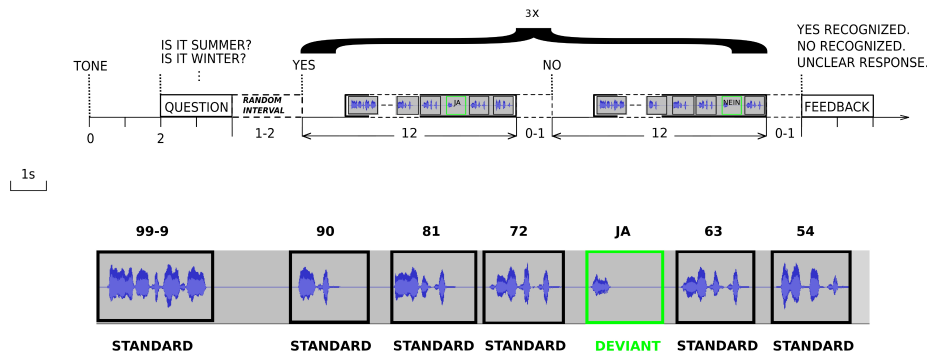 3X
IS IT SUMMER?
IS IT WINTER?
YES RECOGNIZED.
NO RECOGNIZED.
UNCLEAR RESPONSE.
TONE
YES
NO
QUESTION
RANDOM
INTERVAL
JA
NEIN
FEEDBACK
0
2
1-2
12
0-1
12
0-1
1s
99-9
90
81
72
JA
63
54
STANDARD
STANDARD
STANDARD
STANDARD
DEVIANT
STANDARD
STANDARD